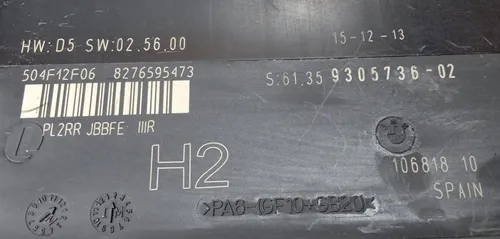 HW:D5 SW:02.56.00
15-12-13
504F12F06 8276595473
S:61.35 9305736-02
PL2RR JBBFE IIIR
H2
106818 10
SPAIN
>PA6-(GF10+GB20)<